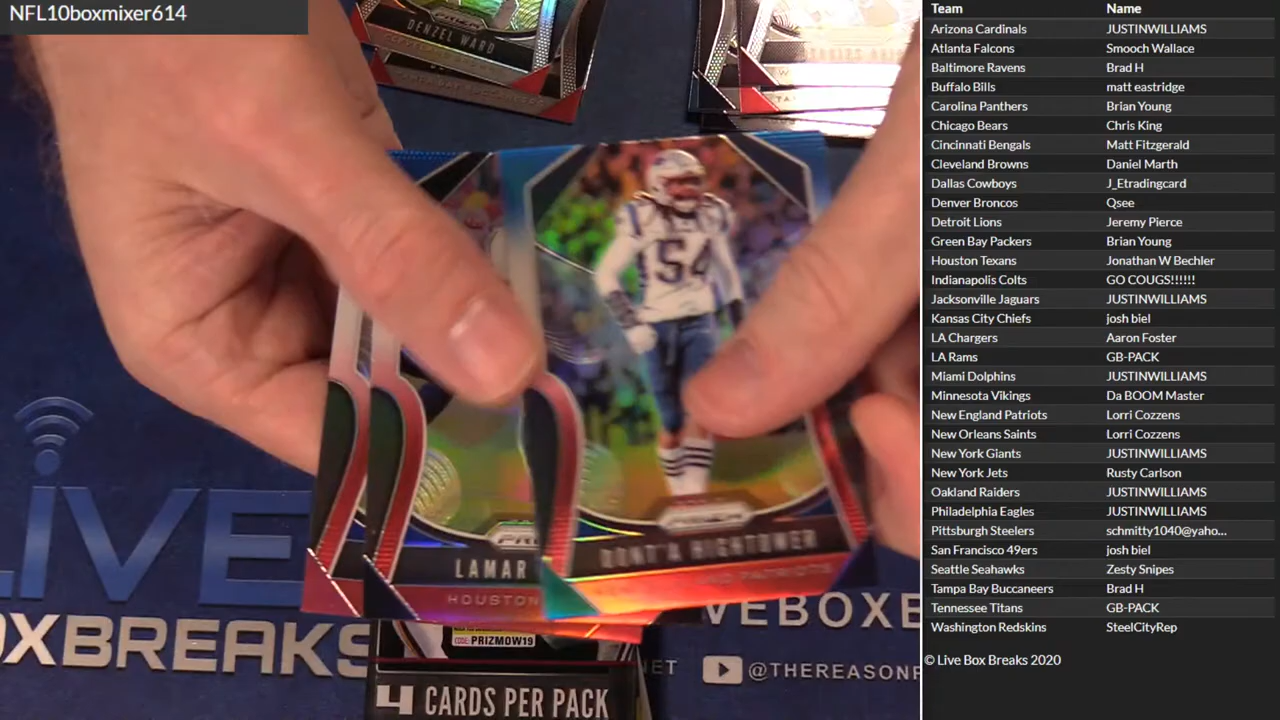 NFL10boxmixer614
DENZEL WARD
54
DONT'A HIGHTOWER
LAMAR
HOUSTON
LIVE
OXBREAKS
CODE: PRIZMOW19
4 CARDS PER PACK
VEBOXE
NET
@THEREASONF
Team Name
Arizona Cardinals JUSTINWILLIAMS
Atlanta Falcons Smooch Wallace
Baltimore Ravens Brad H
Buffalo Bills matt eastridge
Carolina Panthers Brian Young
Chicago Bears Chris King
Cincinnati Bengals Matt Fitzgerald
Cleveland Browns Daniel Marth
Dallas Cowboys J_Etradingcard
Denver Broncos Qsee
Detroit Lions Jeremy Pierce
Green Bay Packers Brian Young
Houston Texans Jonathan W Bechler
Indianapolis Colts GO COUGS!!!!!!
Jacksonville Jaguars JUSTINWILLIAMS
Kansas City Chiefs josh biel
LA Chargers Aaron Foster
LA Rams GB-PACK
Miami Dolphins JUSTINWILLIAMS
Minnesota Vikings Da BOOM Master
New England Patriots Lorri Cozzens
New Orleans Saints Lorri Cozzens
New York Giants JUSTINWILLIAMS
New York Jets Rusty Carlson
Oakland Raiders JUSTINWILLIAMS
Philadelphia Eagles JUSTINWILLIAMS
Pittsburgh Steelers schmitty1040@yaho...
San Francisco 49ers josh biel
Seattle Seahawks Zesty Snipes
Tampa Bay Buccaneers Brad H
Tennessee Titans GB-PACK
Washington Redskins SteelCityRep
© Live Box Breaks 2020